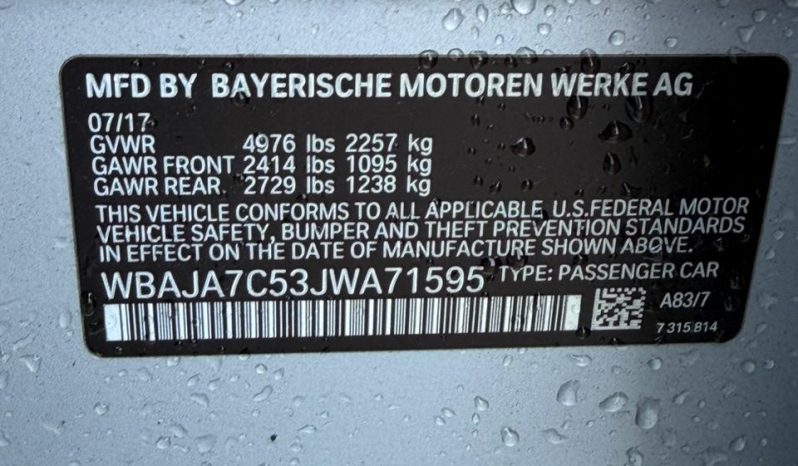 MFD BY BAYERISCHE MOTOREN WERKE AG
07/17
GVWR 4976 lbs 2257 kg
GAWR FRONT 2414 lbs 1095 kg
GAWR REAR. 2729 lbs 1238 kg
THIS VEHICLE CONFORMS TO ALL APPLICABLE U.S.FEDERAL MOTOR
VEHICLE SAFETY, BUMPER AND THEFT PREVENTION STANDARDS
IN EFFECT ON THE DATE OF MANUFACTURE SHOWN ABOVE.
WBAJA7C53JWA71595 TYPE: PASSENGER CAR
A83/7
7 315 814